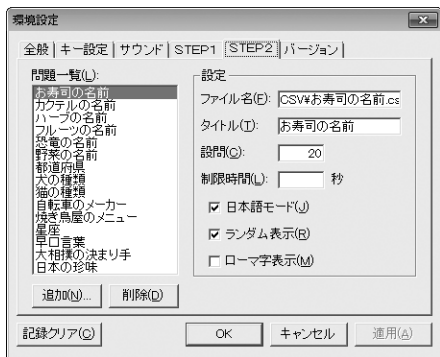 環境設定
全般 キー設定 サウンド STEP1 STEP2 バージョン
問題一覧(L):
お寿司の名前
カクテルの名前
ハーブの名前
フルーツの名前
恐竜の名前
野菜の名前
都道府県
犬の種類
猫の種類
自転車のメーカー
焼き鳥屋のメニュー
星座
早口言葉
大相撲の決まり手
日本の珍味
追加(N)... 削除(D)
設定
ファイル名(F): CSV¥お寿司の名前.cs
タイトル(T): お寿司の名前
設問(C): 20
制限時間(L): 秒
日本語モード(J)
ランダム表示(R)
ローマ字表示(M)
記録クリア(C) OK キャンセル 適用(A)